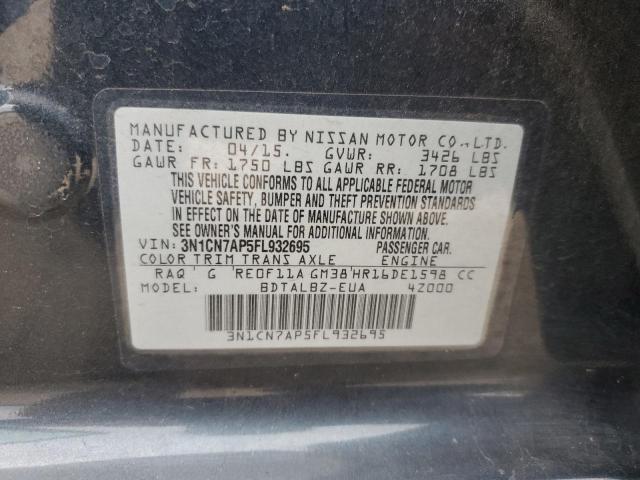 MANUFACTURED BY NISSAN MOTOR CO., LTD.
DATE: 04/15. GVWR: 3426 LBS
GAWR FR: 1750 LBS GAWR RR: 1708 LBS
THIS VEHICLE CONFORMS TO ALL APPLICABLE FEDERAL MOTOR
VEHICLE SAFETY, BUMPER AND THEFT PREVENTION STANDARDS
IN EFFECT ON THE DATE OF MANUFACTURE SHOWN ABOVE.
SEE OWNER'S MANUAL FOR MORE INFORMATION.
VIN: 3N1CN7AP5FL932695 PASSENGER CAR.
COLOR TRIM TRANS AXLE ENGINE
RAQ G RE0F11A GM38 HR16DE1598 CC
MODEL: BDTALBZ-EUA 4Z000
3N1CN7AP5FL932695